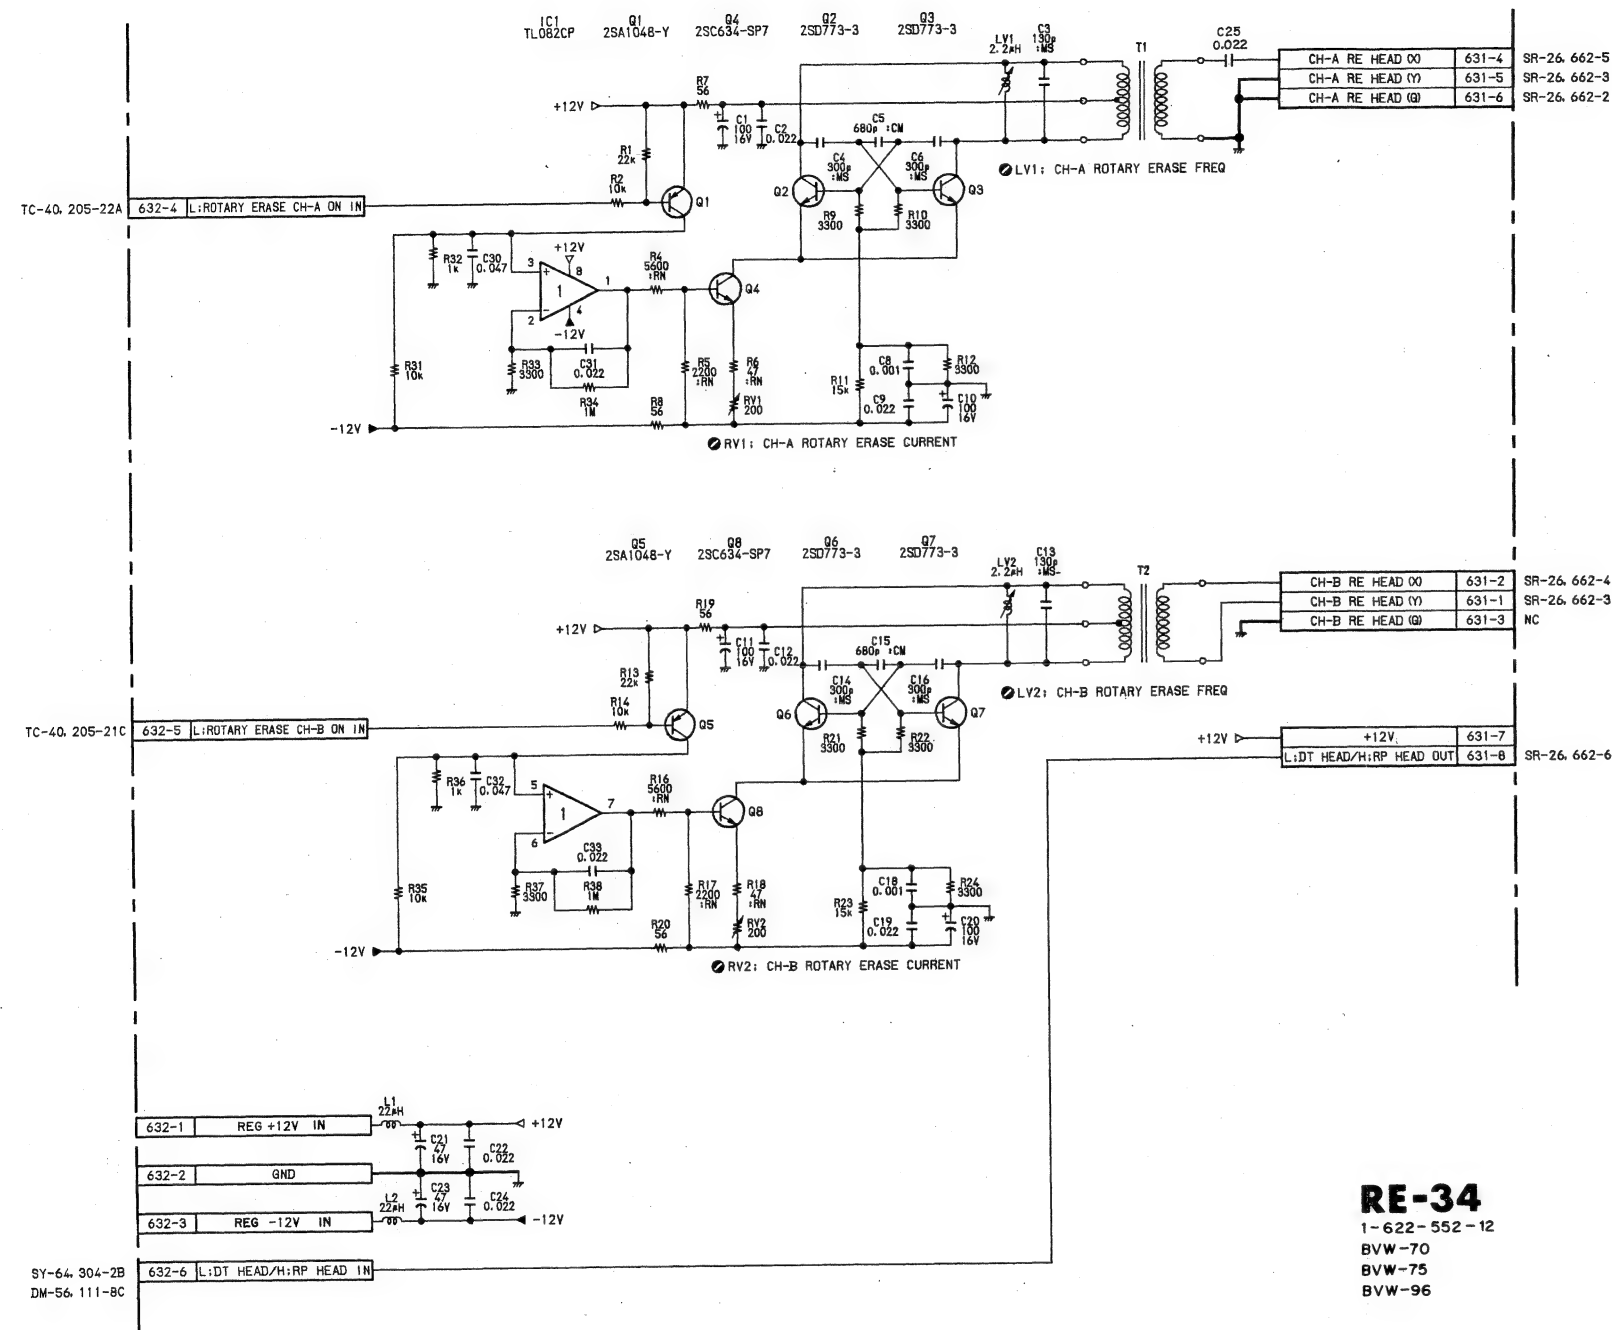 IC1
TL082CP
Q1
2SA1048-Y
Q4
2SC634-SP7
Q2
2SD773-3
Q3
2SD773-3
LV1
2.2μH
C3
130p
:MS
T1
C25
0.022
CH-A RE HEAD (X) 631-4 SR-26, 662-5
CH-A RE HEAD (Y) 631-5 SR-26, 662-3
CH-A RE HEAD (G) 631-6 SR-26, 662-2
R7
56
+12V
C1
100
16V
C2
0.022
C5
680p :CM
R1
22k
C4
300p
:MS
C6
300p
:MS
LV1: CH-A ROTARY ERASE FREQ
R2
10k
Q1
Q2
Q3
TC-40, 205-22A 632-4 L:ROTARY ERASE CH-A ON IN
R9
3300
R10
3300
R32
1k
C30
0.047
+12V
3
8
1
1
2
4
-12V
R4
5600
:RN
Q4
R31
10k
R33
3300
C31
0.022
R34
1M
R5
2200
:RN
R6
47
:RN
R8
56
RV1
200
R11
15k
C8
0.001
R12
3300
C9
0.022
C10
100
16V
-12V
RV1: CH-A ROTARY ERASE CURRENT
Q5
2SA1048-Y
Q8
2SC634-SP7
Q6
2SD773-3
Q7
2SD773-3
LV2
2.2μH
C13
130p
:MS
T2
CH-B RE HEAD (X) 631-2 SR-26, 662-4
CH-B RE HEAD (Y) 631-1 SR-26, 662-3
CH-B RE HEAD (G) 631-3 NC
R19
56
+12V
C11
100
16V
C12
0.022
C15
680p :CM
R13
22k
C14
300p
:MS
C16
300p
:MS
LV2: CH-B ROTARY ERASE FREQ
R14
10k
Q5
Q6
Q7
TC-40, 205-21C 632-5 L:ROTARY ERASE CH-B ON IN
R21
3300
R22
3300
+12V +12V 631-7
L:DT HEAD/H:RP HEAD OUT 631-8 SR-26, 662-6
R36
1k
C32
0.047
5
1
7
6
R16
5600
:RN
Q8
R35
10k
R37
3300
C33
0.022
R38
1M
R17
2200
:RN
R18
47
:RN
R20
56
RV2
200
R23
15k
C18
0.001
R24
3300
C19
0.022
C20
100
16V
-12V
RV2: CH-B ROTARY ERASE CURRENT
L1
22μH
632-1 REG +12V IN
+12V
C21
47
16V
C22
0.022
632-2 GND
L2
22μH
C23
47
16V
C24
0.022
632-3 REG -12V IN
-12V
SY-64, 304-2B 632-6 L:DT HEAD/H:RP HEAD IN
DM-56, 111-8C
RE-34
1-622-552-12
BVW-70
BVW-75
BVW-96